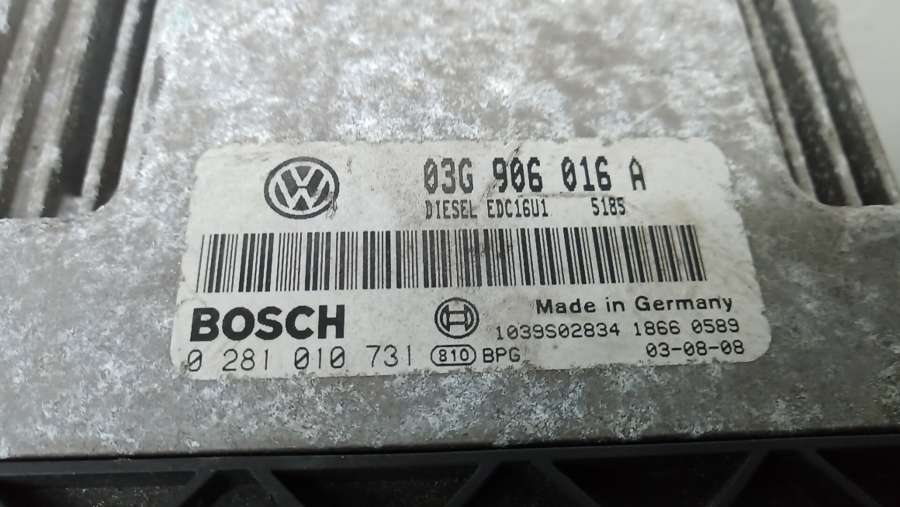 VW
03G 906 016 A
DIESEL EDC16U1 5185
BOSCH
Made in Germany
1039S02834 1866 0589
0 281 010 731 810 BPG 03-08-08